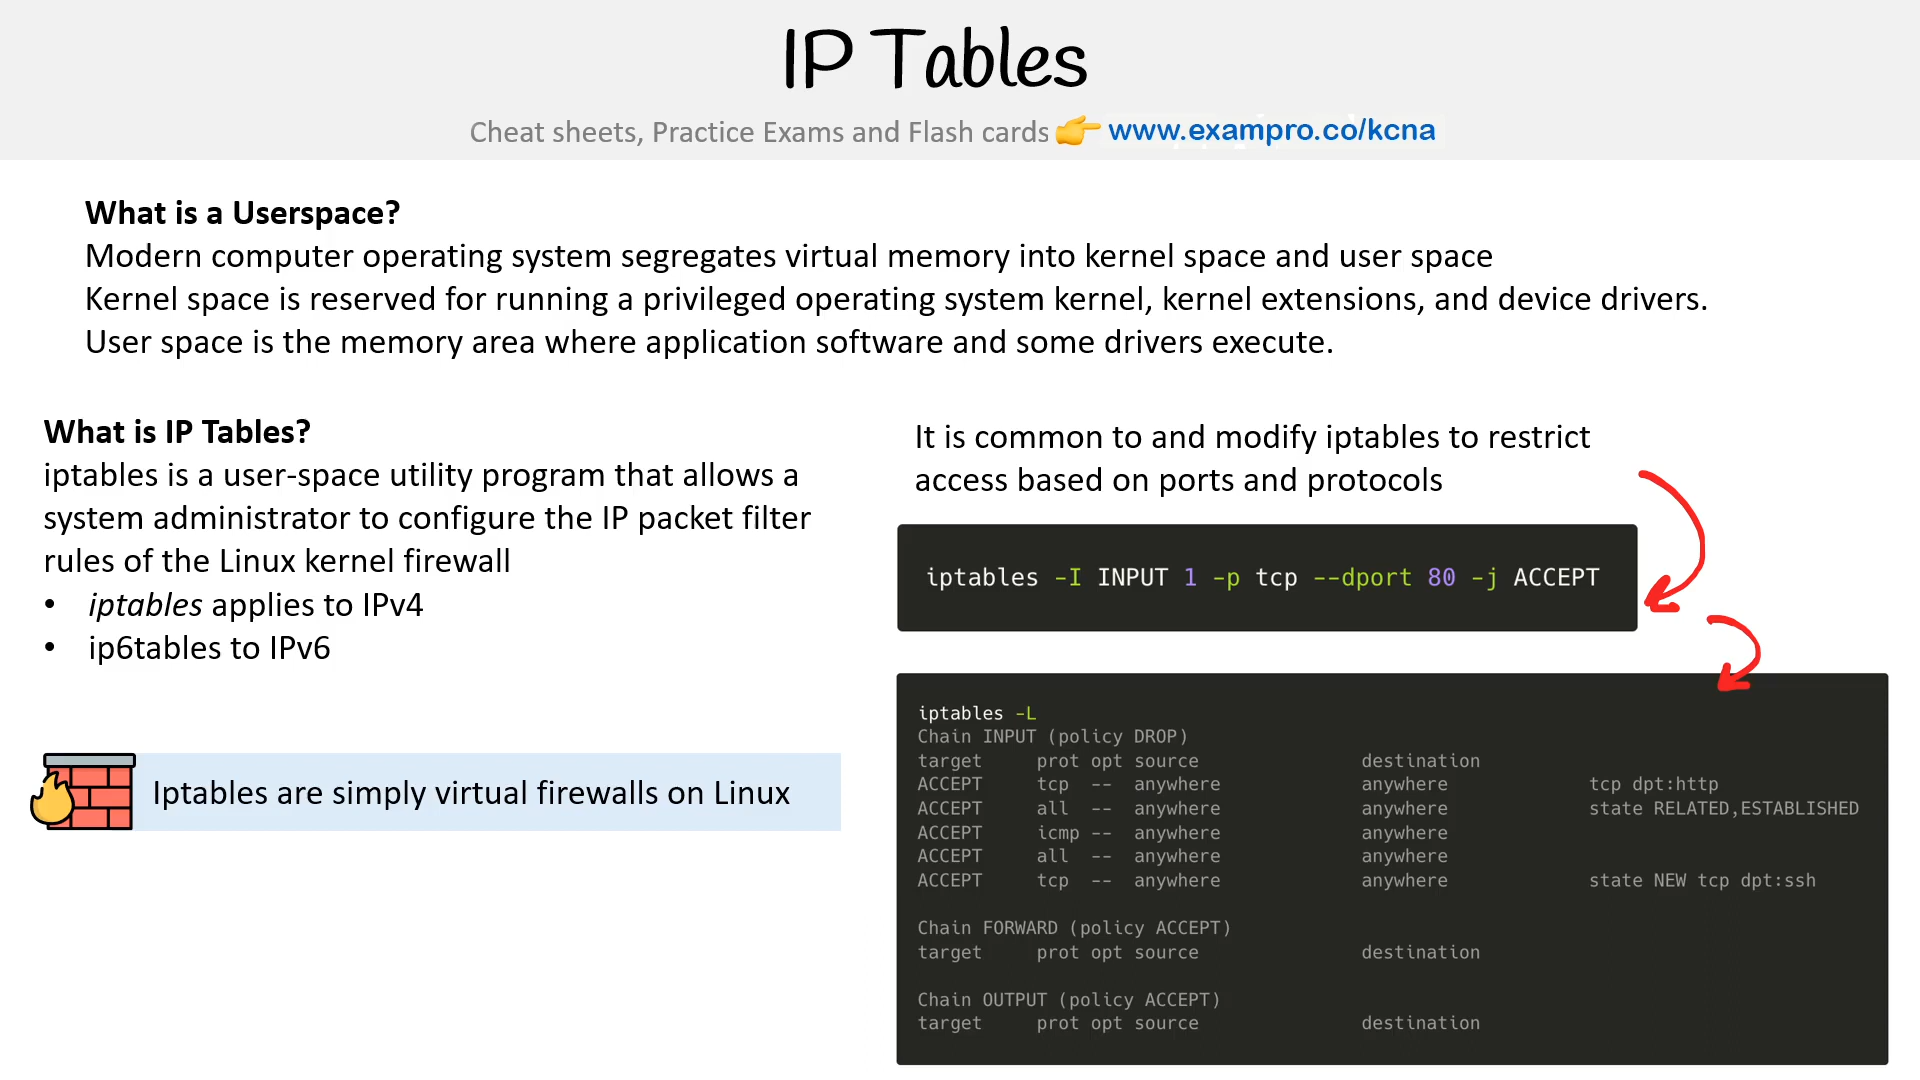 IP Tables
Cheat sheets, Practice Exams and Flash cards 👉 www.exampro.co/kcna
What is a Userspace?
Modern computer operating system segregates virtual memory into kernel space and user space
Kernel space is reserved for running a privileged operating system kernel, kernel extensions, and device drivers.
User space is the memory area where application software and some drivers execute.
What is IP Tables?
iptables is a user-space utility program that allows a
system administrator to configure the IP packet filter
rules of the Linux kernel firewall
• iptables applies to IPv4
• ip6tables to IPv6
Iptables are simply virtual firewalls on Linux
It is common to and modify iptables to restrict
access based on ports and protocols
iptables -I INPUT 1 -p tcp --dport 80 -j ACCEPT
iptables -L
Chain INPUT (policy DROP)
target prot opt source destination
ACCEPT tcp -- anywhere anywhere tcp dpt:http
ACCEPT all -- anywhere anywhere state RELATED,ESTABLISHED
ACCEPT icmp -- anywhere anywhere
ACCEPT all -- anywhere anywhere
ACCEPT tcp -- anywhere anywhere state NEW tcp dpt:ssh
Chain FORWARD (policy ACCEPT)
target prot opt source destination
Chain OUTPUT (policy ACCEPT)
target prot opt source destination